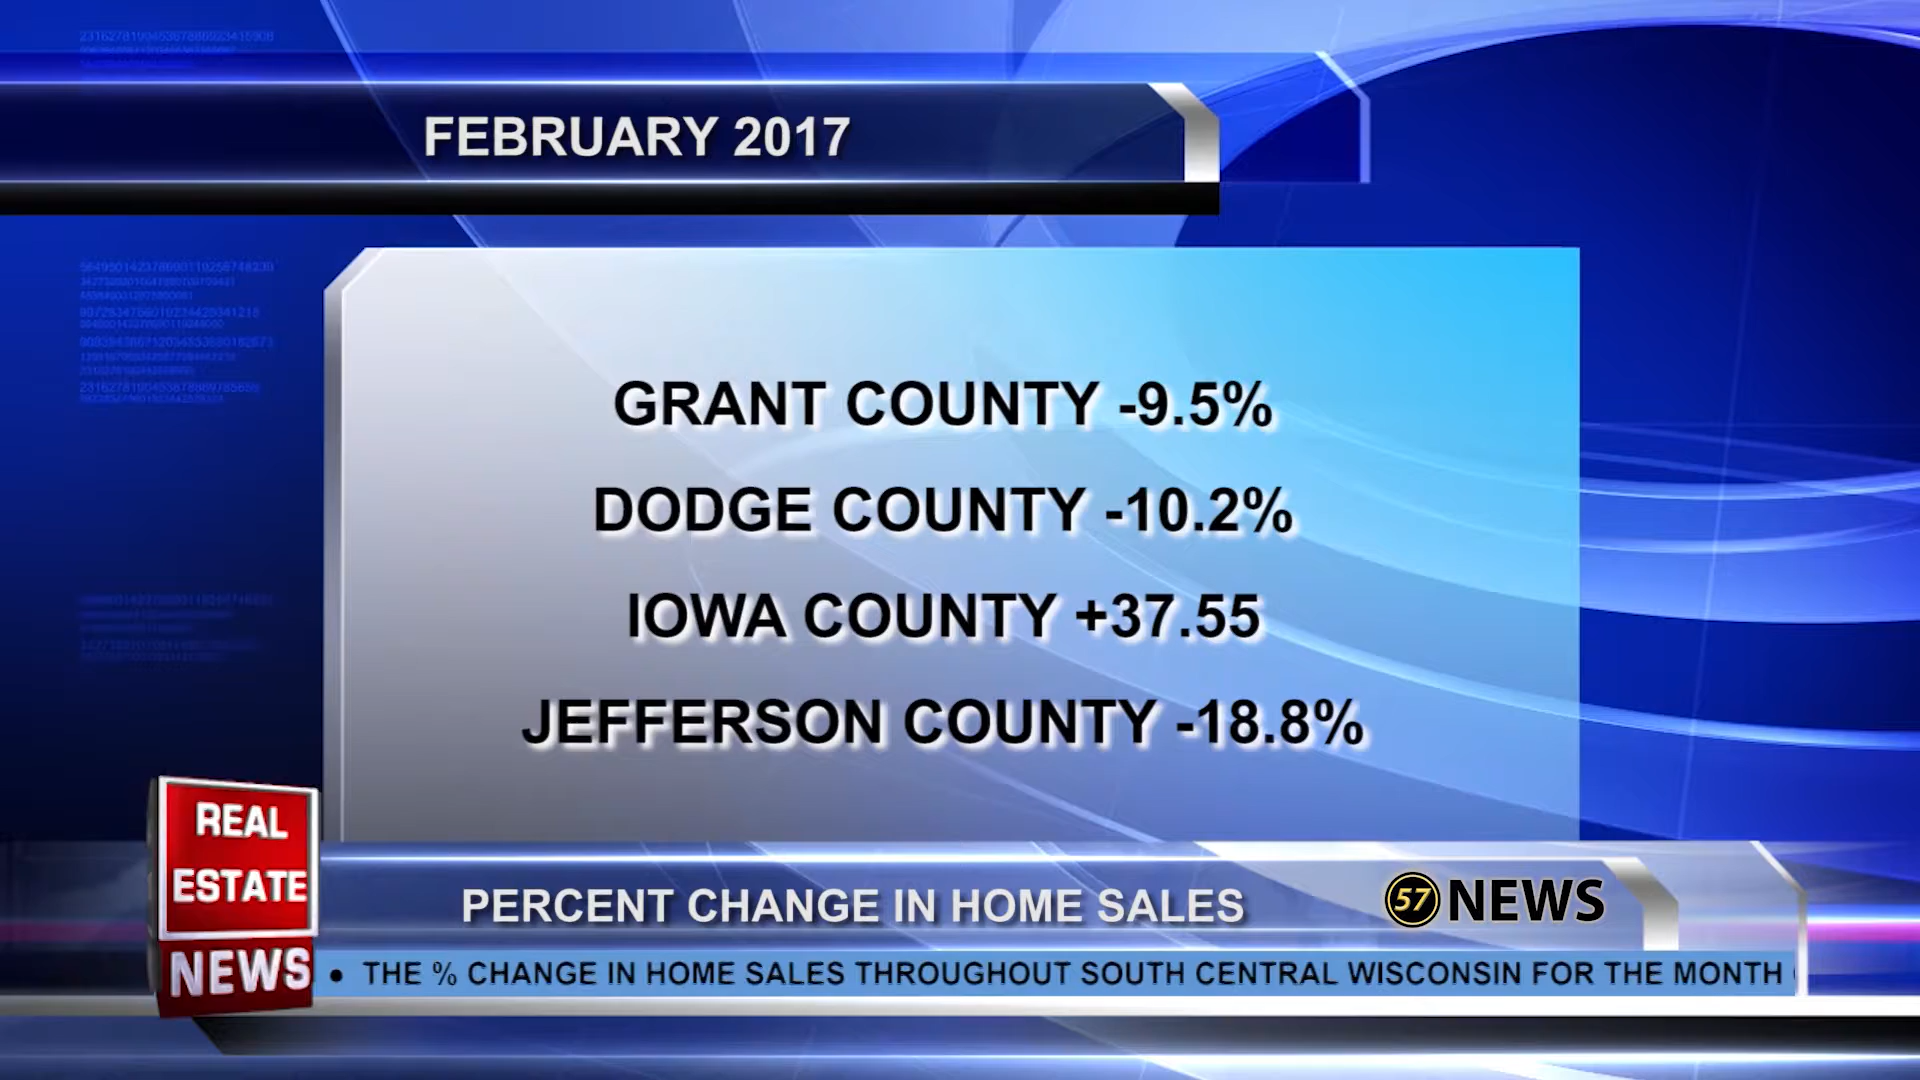 FEBRUARY 2017
GRANT COUNTY -9.5%
DODGE COUNTY -10.2%
IOWA COUNTY +37.55
JEFFERSON COUNTY -18.8%
REAL
ESTATE
NEWS
PERCENT CHANGE IN HOME SALES
57 NEWS
• THE % CHANGE IN HOME SALES THROUGHOUT SOUTH CENTRAL WISCONSIN FOR THE MONTH